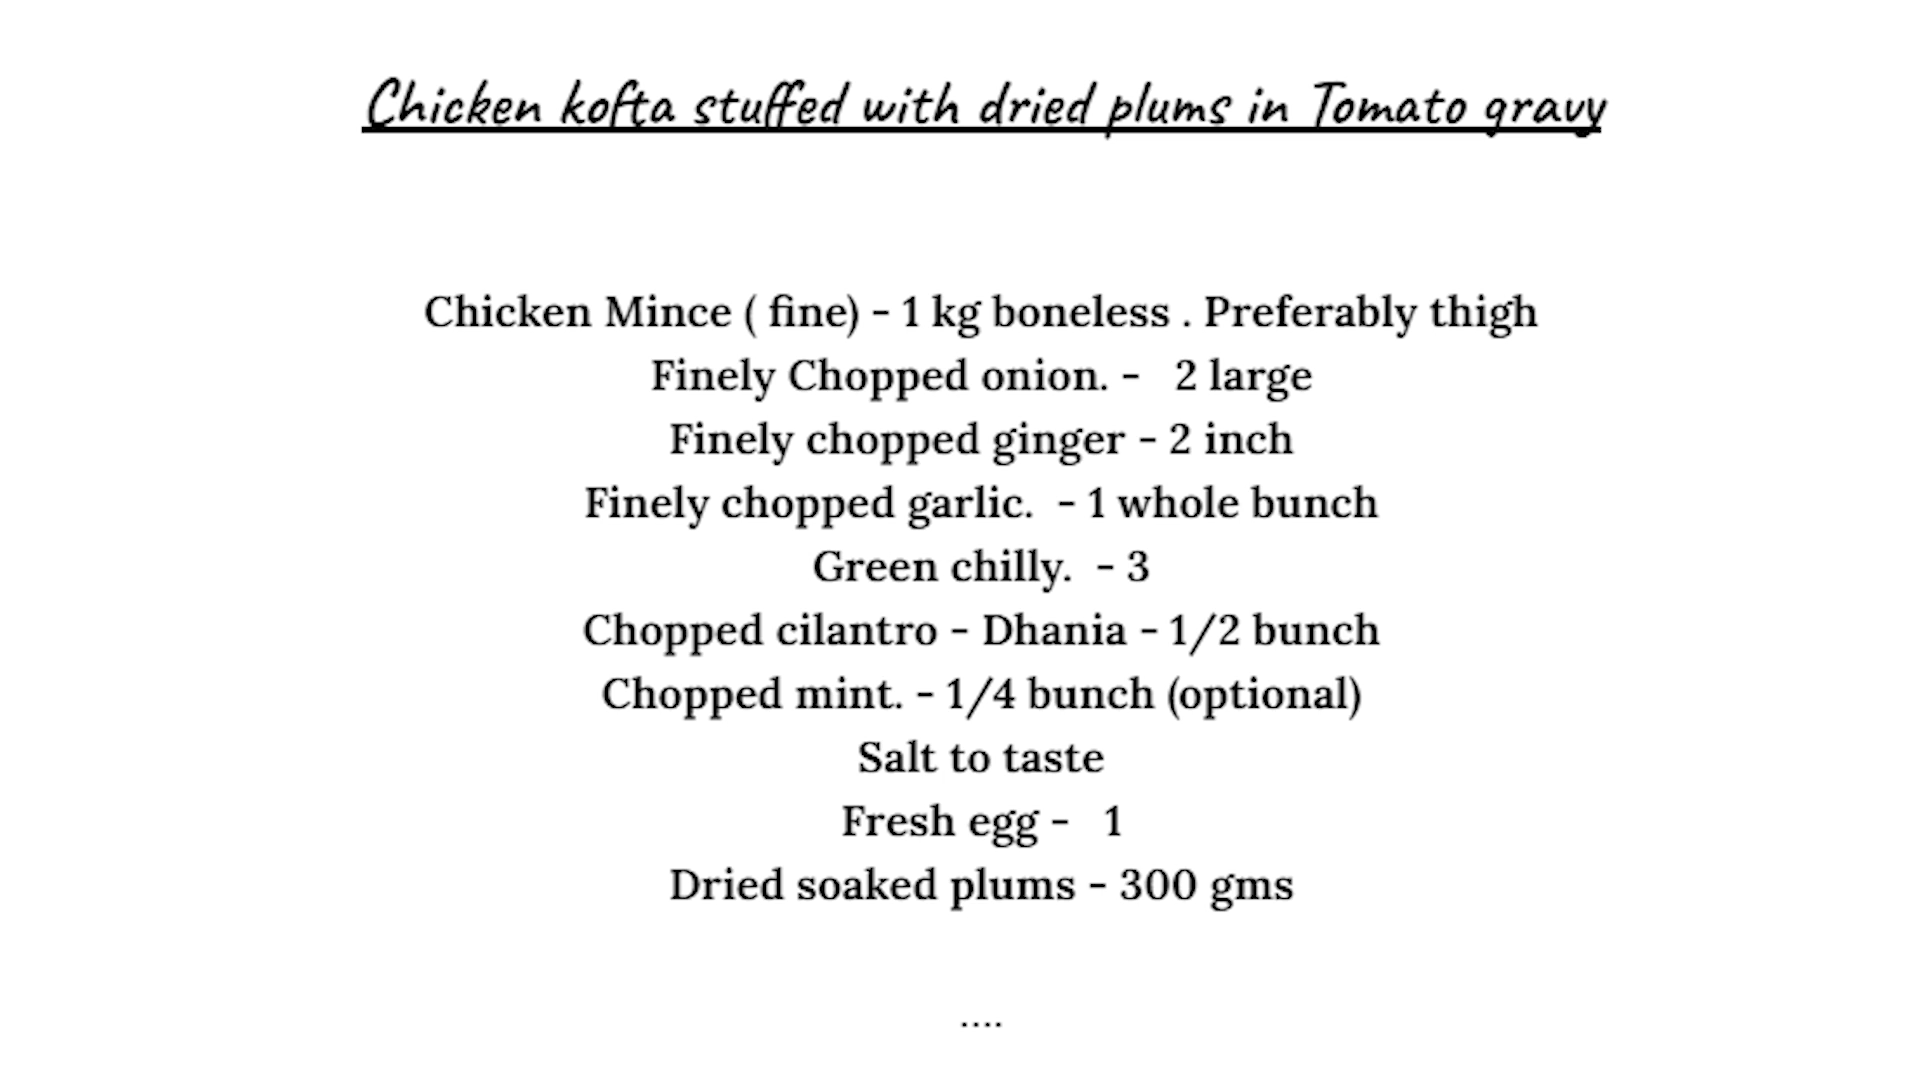 Chicken kofta stuffed with dried plums in Tomato gravy
Chicken Mince ( fine) - 1 kg boneless . Preferably thigh
Finely Chopped onion. -   2 large
Finely chopped ginger - 2 inch
Finely chopped garlic.  - 1 whole bunch
Green chilly.  - 3
Chopped cilantro - Dhania - 1/2 bunch
Chopped mint. - 1/4 bunch (optional)
Salt to taste
Fresh egg -   1
Dried soaked plums - 300 gms
....